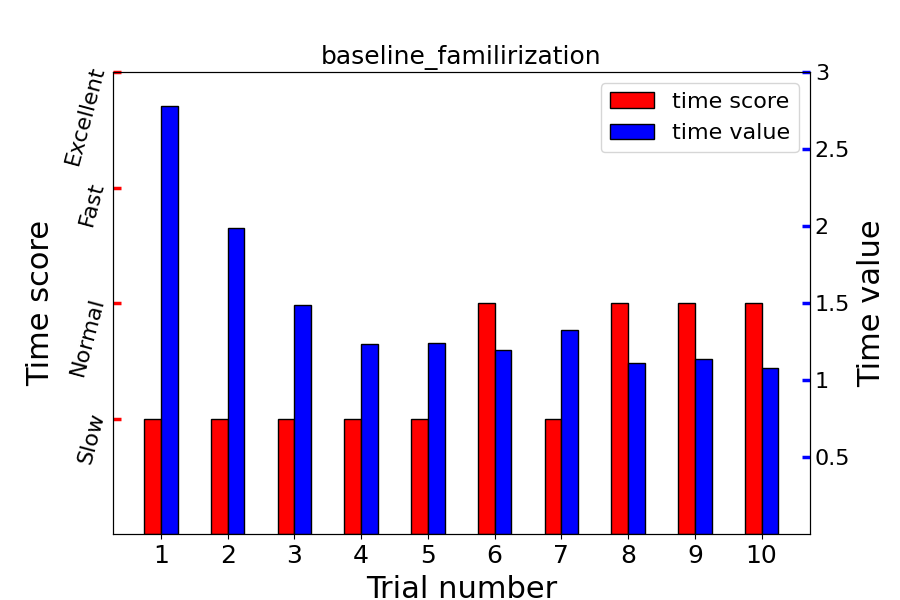 baseline_familirization
time score
time value
Time score
Excellent
Fast
Normal
Slow
3
2.5
2
1.5
1
0.5
Time value
1 2 3 4 5 6 7 8 9 10
Trial number